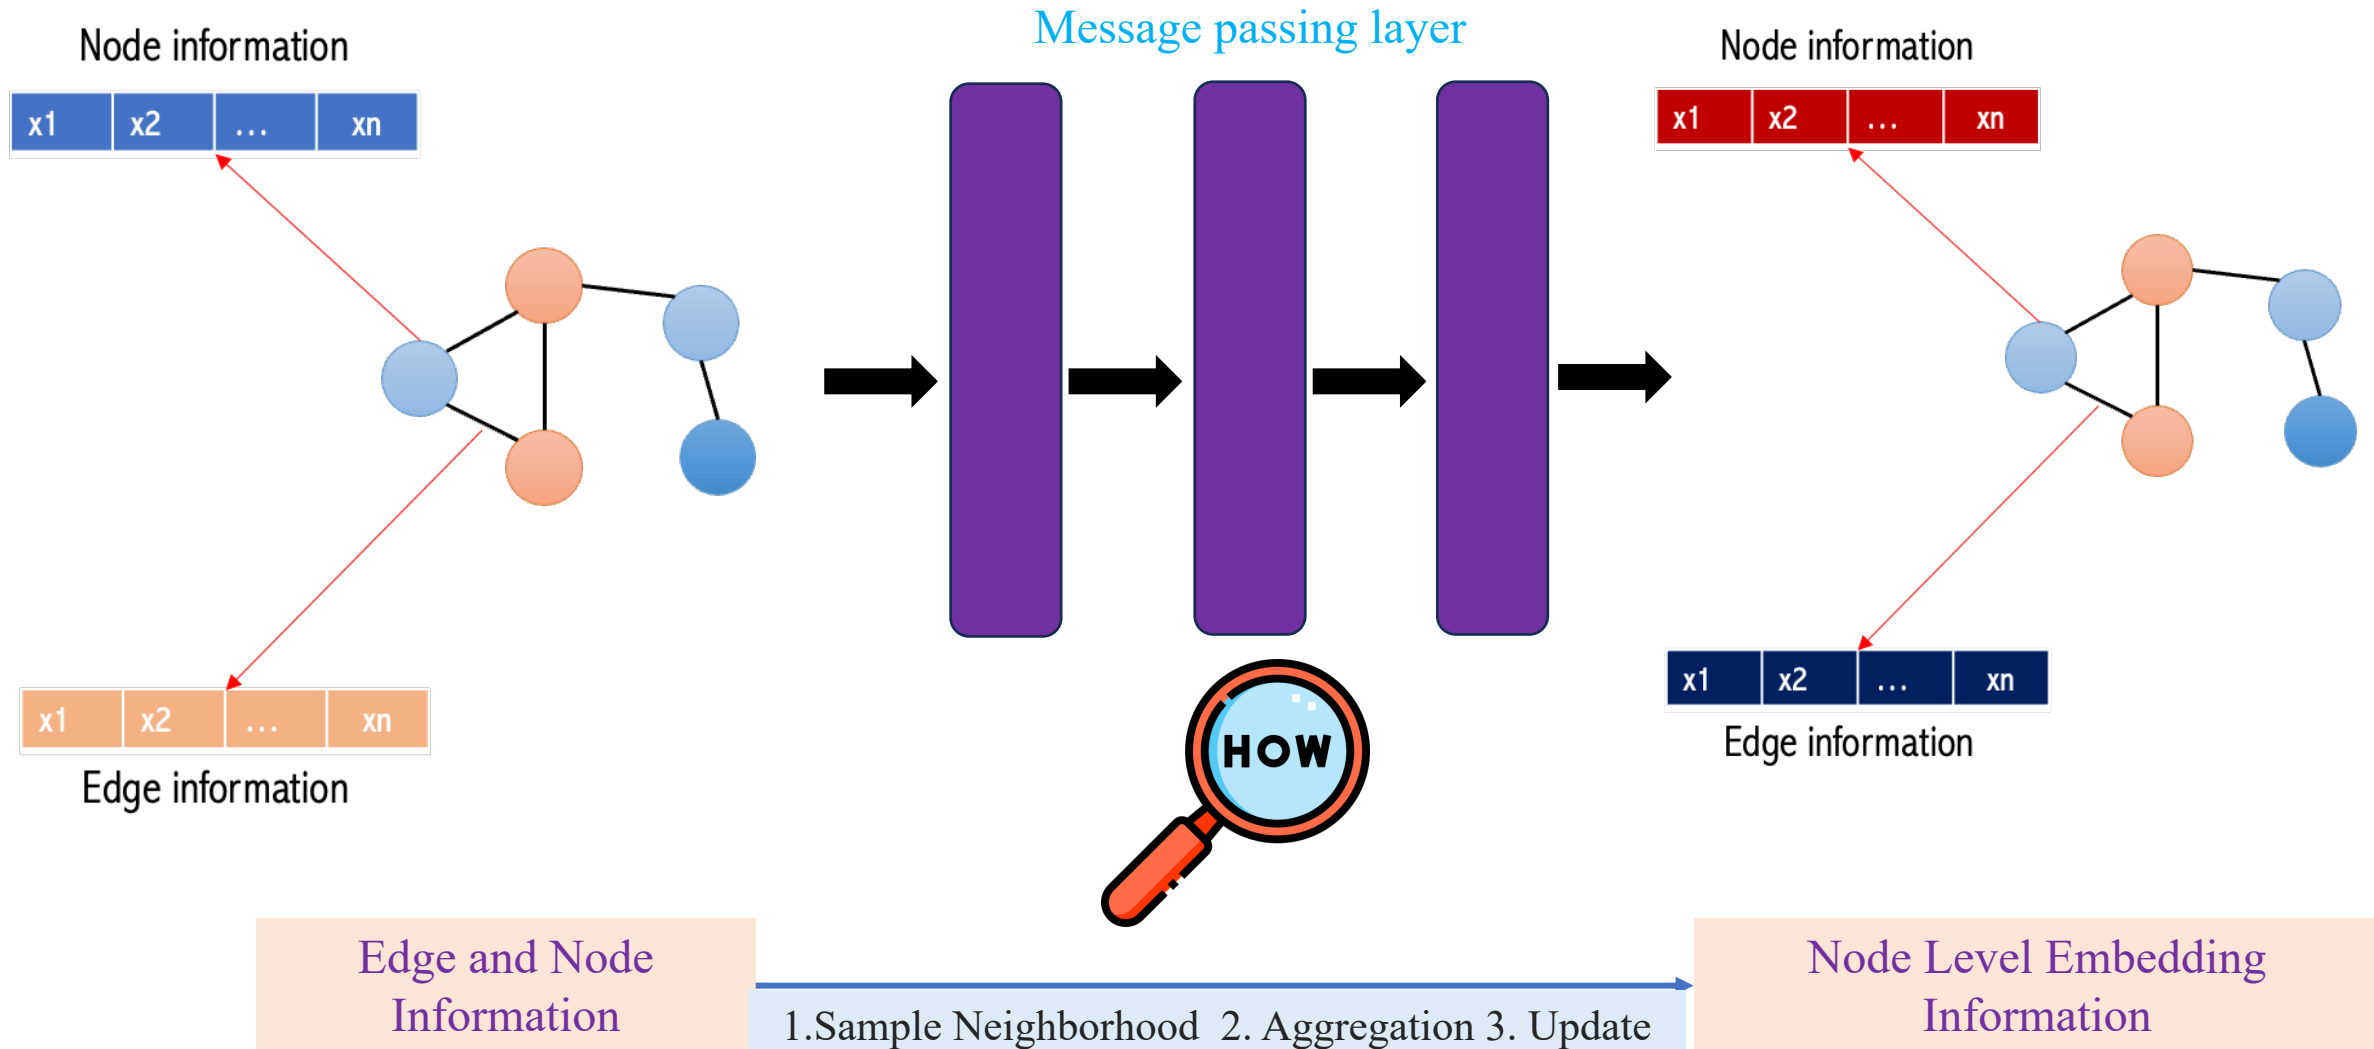 Message passing layer
Node information
x1 x2 ... xn
Edge information
x1 x2 ... xn
Node information
x1 x2 ... xn
Edge information
x1 x2 ... xn
HOW
Edge and Node
Information
1.Sample Neighborhood 2. Aggregation 3. Update
Node Level Embedding
Information